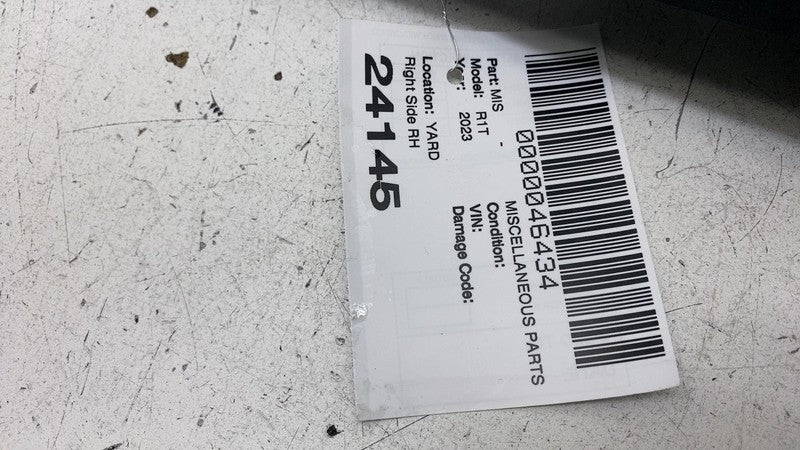 0000046434
Part: MIS - MISCELLANEOUS PARTS
Model: R1T Condition:
Year: 2023 VIN:
Damage Code:
Location: YARD
Right Side RH
24145